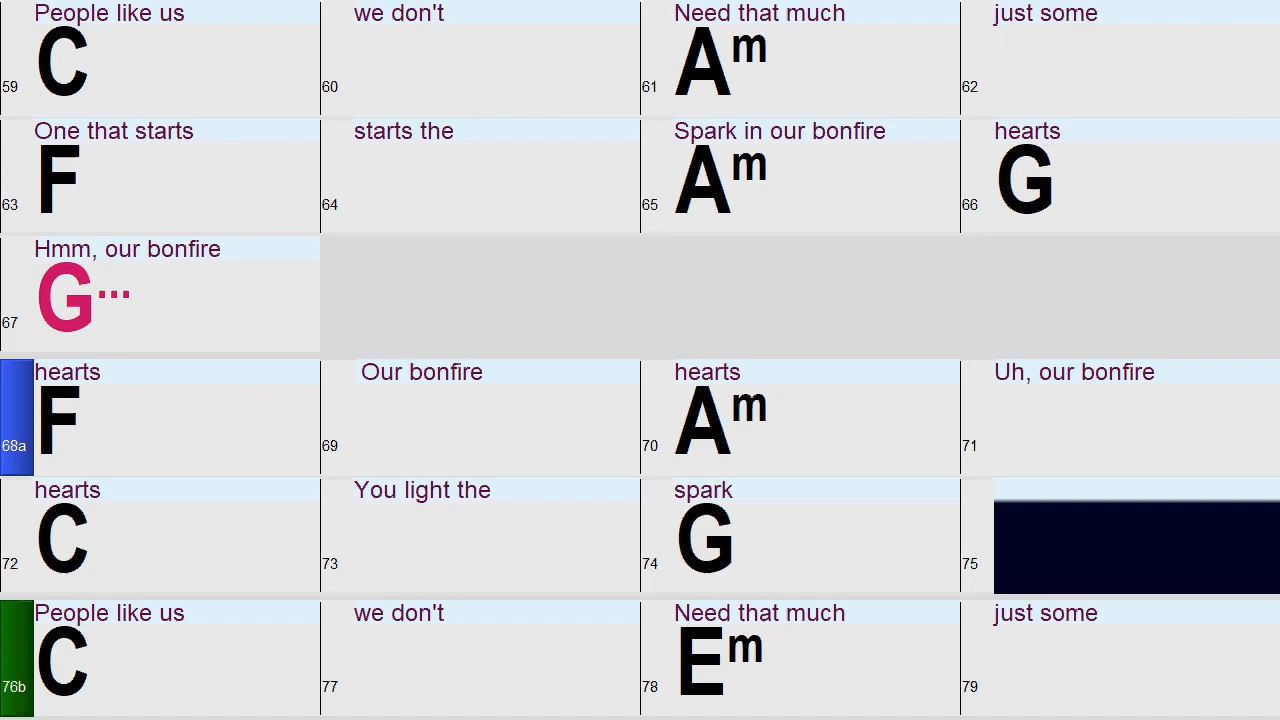 People like us we don't Need that much just some
59 C 60 61 Am 62
One that starts starts the Spark in our bonfire hearts
63 F 64 65 Am 66 G
Hmm, our bonfire
67 G...
hearts Our bonfire hearts Uh, our bonfire
68a F 69 70 Am 71
hearts You light the spark
72 C 73 74 G 75
People like us we don't Need that much just some
76b C 77 78 Em 79